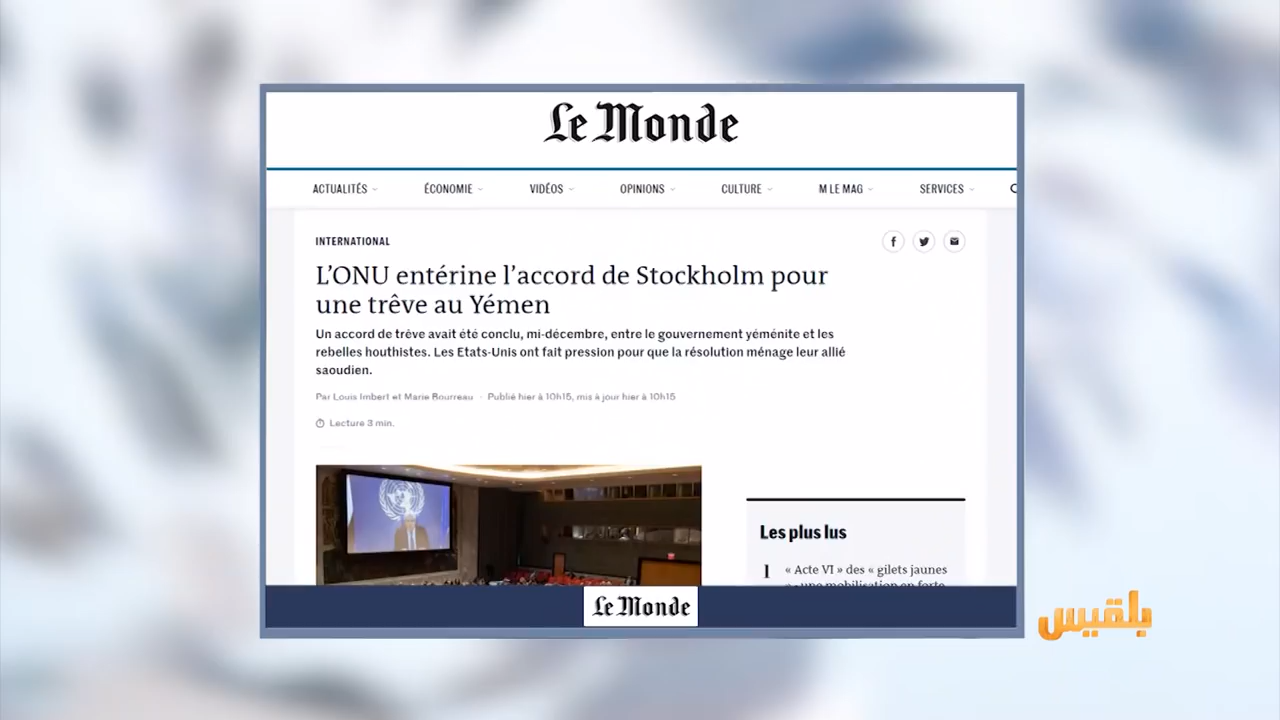 Le Monde
ACTUALITÉS ÉCONOMIE VIDÉOS OPINIONS CULTURE M LE MAG SERVICES
INTERNATIONAL
L’ONU entérine l’accord de Stockholm pour
une trêve au Yémen
Un accord de trêve avait été conclu, mi-décembre, entre le gouvernement yéménite et les
rebelles houthistes. Les Etats-Unis ont fait pression pour que la résolution ménage leur allié
saoudien.
Par Louis Imbert et Marie Bourreau · Publié hier à 10h15, mis à jour hier à 10h15
Lecture 3 min.
Les plus lus
1 « Acte VI » des « gilets jaunes
» : une mobilisation en forte
Le Monde
بلقيس